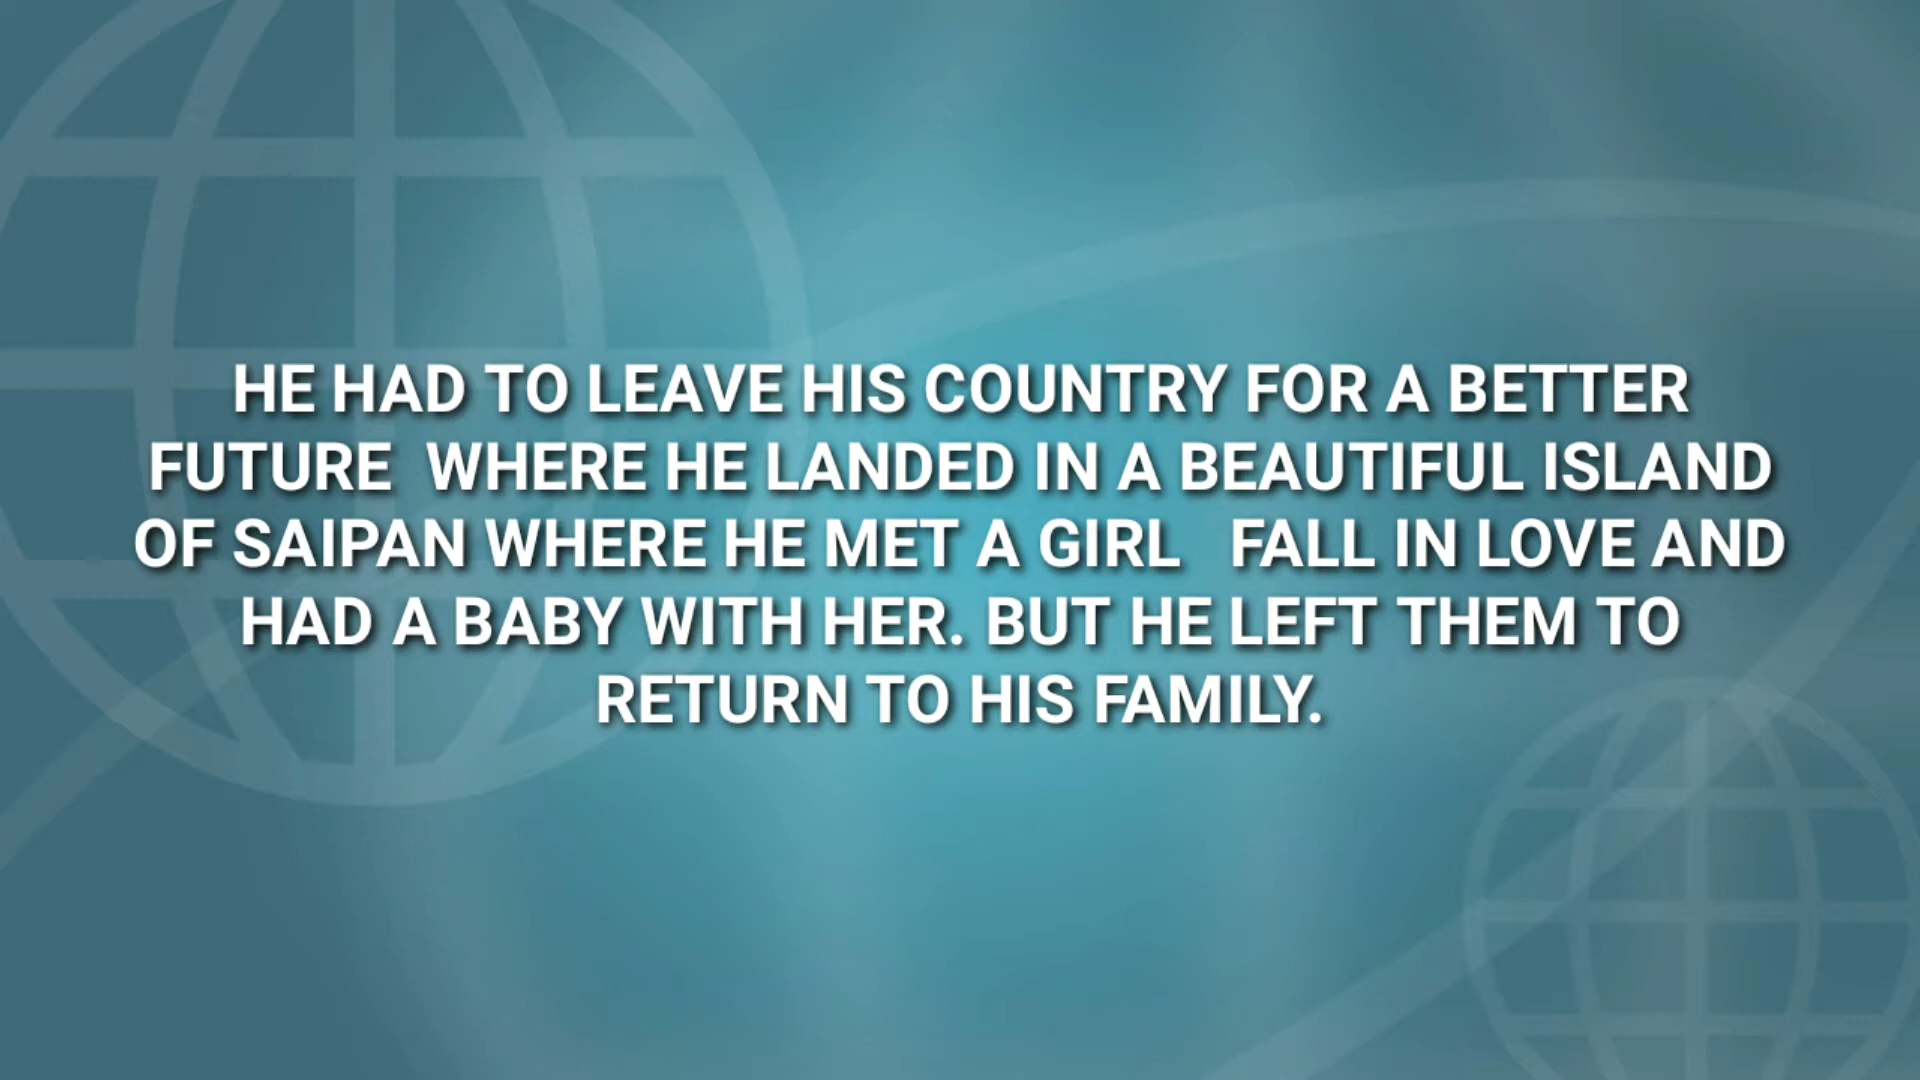 HE HAD TO LEAVE HIS COUNTRY FOR A BETTER
FUTURE  WHERE HE LANDED IN A BEAUTIFUL ISLAND
OF SAIPAN WHERE HE MET A GIRL   FALL IN LOVE AND
HAD A BABY WITH HER. BUT HE LEFT THEM TO
RETURN TO HIS FAMILY.